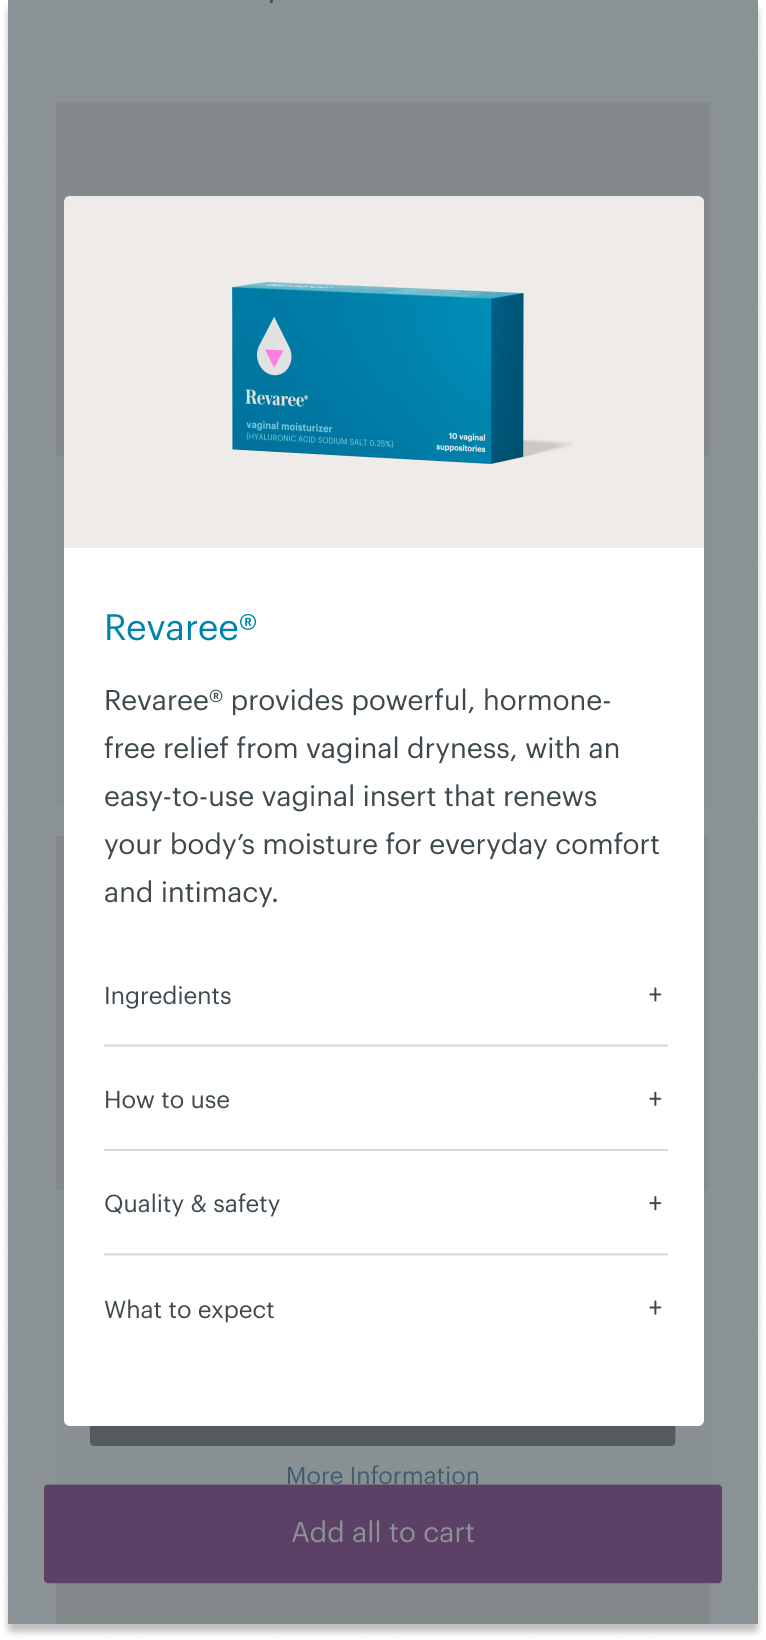 Revaree®
vaginal moisturizer
(HYALURONIC ACID SODIUM SALT 0.25%)
10 vaginal
suppositories
Revaree®
Revaree® provides powerful, hormone-
free relief from vaginal dryness, with an
easy-to-use vaginal insert that renews
your body’s moisture for everyday comfort
and intimacy.
Ingredients +
How to use +
Quality & safety +
What to expect +
More Information
Add all to cart